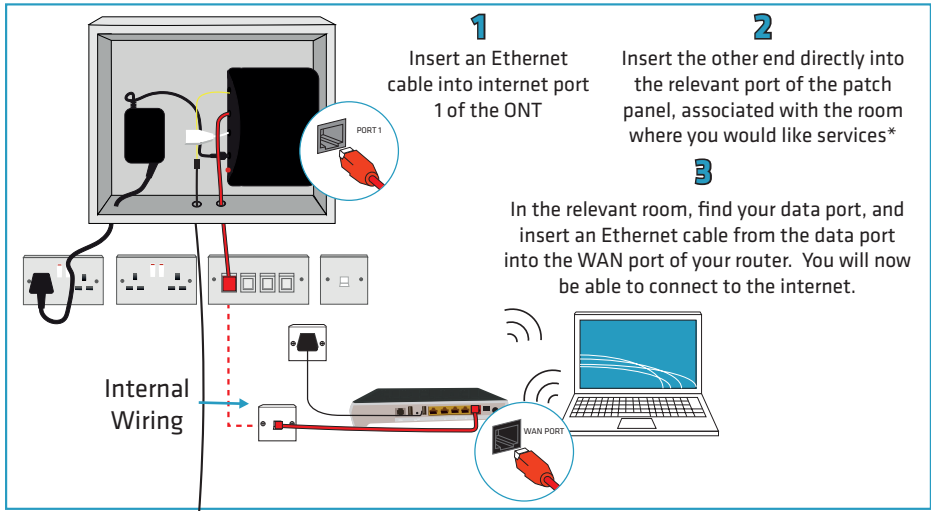 1
Insert an Ethernet
cable into internet port
1 of the ONT
2
Insert the other end directly into
the relevant port of the patch
panel, associated with the room
where you would like services*
3
In the relevant room, find your data port, and
insert an Ethernet cable from the data port
into the WAN port of your router. You will now
be able to connect to the internet.
PORT 1
Internal
Wiring
WAN PORT